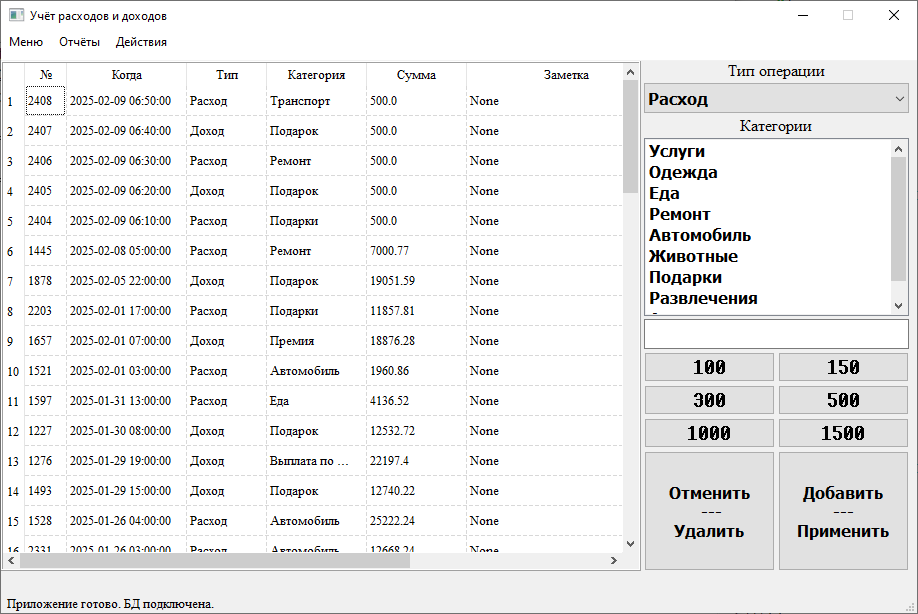 Учёт расходов и доходов
Меню Отчёты Действия
№ Когда Тип Категория Сумма Заметка
1 2408 2025-02-09 06:50:00 Расход Транспорт 500.0 None
2 2407 2025-02-09 06:40:00 Доход Подарок 500.0 None
3 2406 2025-02-09 06:30:00 Расход Ремонт 500.0 None
4 2405 2025-02-09 06:20:00 Доход Подарок 500.0 None
5 2404 2025-02-09 06:10:00 Расход Подарки 500.0 None
6 1445 2025-02-08 05:00:00 Расход Ремонт 7000.77 None
7 1878 2025-02-05 22:00:00 Доход Подарок 19051.59 None
8 2203 2025-02-01 17:00:00 Расход Подарки 11857.81 None
9 1657 2025-02-01 07:00:00 Доход Премия 18876.28 None
10 1521 2025-02-01 03:00:00 Расход Автомобиль 1960.86 None
11 1597 2025-01-31 13:00:00 Расход Еда 4136.52 None
12 1227 2025-01-30 08:00:00 Доход Подарок 12532.72 None
13 1276 2025-01-29 19:00:00 Доход Выплата по ... 22197.4 None
14 1493 2025-01-29 15:00:00 Доход Подарок 12740.22 None
15 1528 2025-01-26 04:00:00 Расход Автомобиль 25222.24 None
16 2331 2025-01-26 03:00:00 Расход Автомобиль 12668.24 None
Тип операции
Расход
Категории
Услуги
Одежда
Еда
Ремонт
Автомобиль
Животные
Подарки
Развлечения
100 150
300 500
1000 1500
Отменить
---
Удалить
Добавить
---
Применить
Приложение готово. БД подключена.